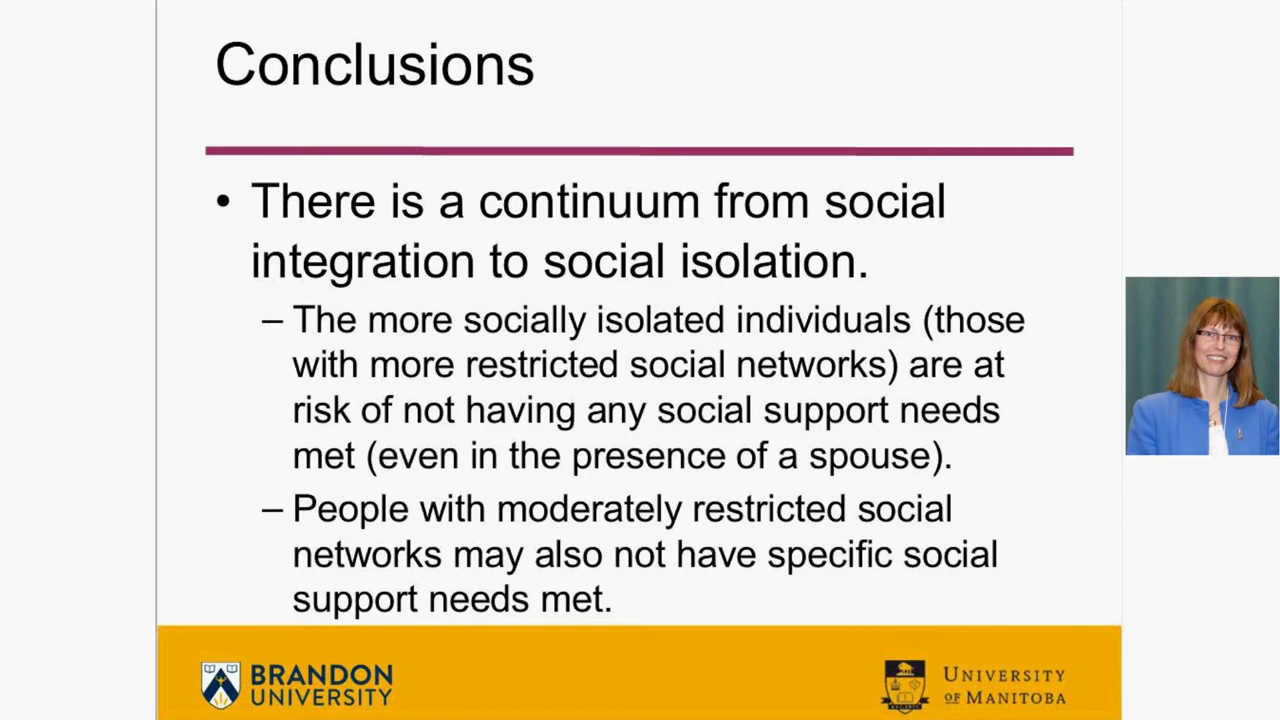 Conclusions
• There is a continuum from social
integration to social isolation.
– The more socially isolated individuals (those
with more restricted social networks) are at
risk of not having any social support needs
met (even in the presence of a spouse).
– People with moderately restricted social
networks may also not have specific social
support needs met.
BRANDON
UNIVERSITY
UNIVERSITY
OF MANITOBA